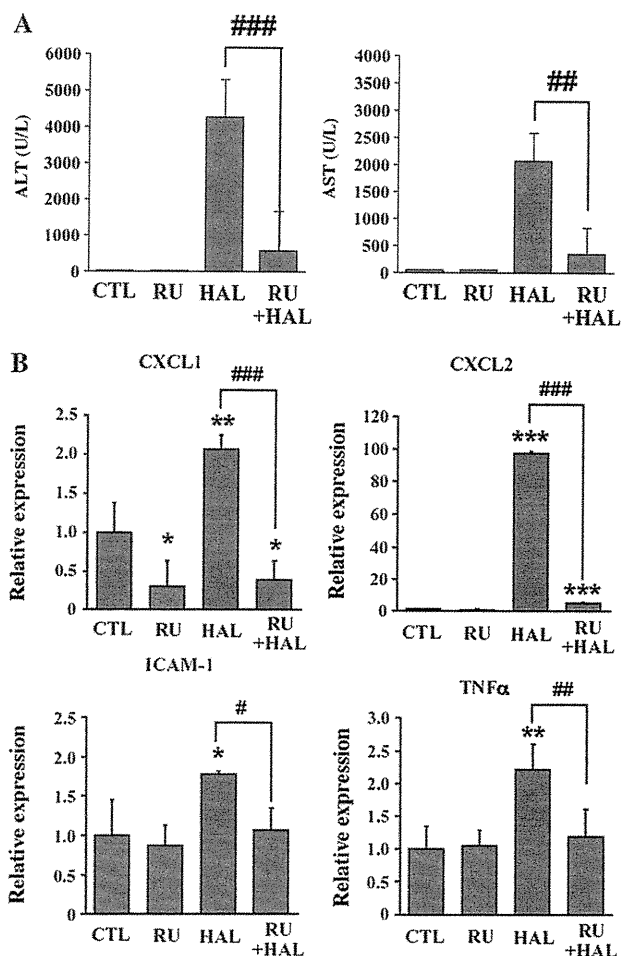 A
###
ALT (U/L)
6000
5000
4000
3000
2000
1000
0
CTL RU HAL RU
+HAL
##
AST (U/L)
4000
3500
3000
2500
2000
1500
1000
500
0
CTL RU HAL RU
+HAL
B
CXCL1
###
Relative expression
2.5
2.0
1.5
1.0
0.5
0
*
**
*
CTL RU HAL RU
+HAL
CXCL2
###
Relative expression
120
100
80
60
40
20
0
***
***
CTL RU HAL RU
+HAL
ICAM-1
#
Relative expression
2.5
2.0
1.5
1.0
0.5
0
*
CTL RU HAL RU
+HAL
TNFα
##
Relative expression
3.0
2.5
2.0
1.5
1.0
0.5
0
**
CTL RU HAL RU
+HAL